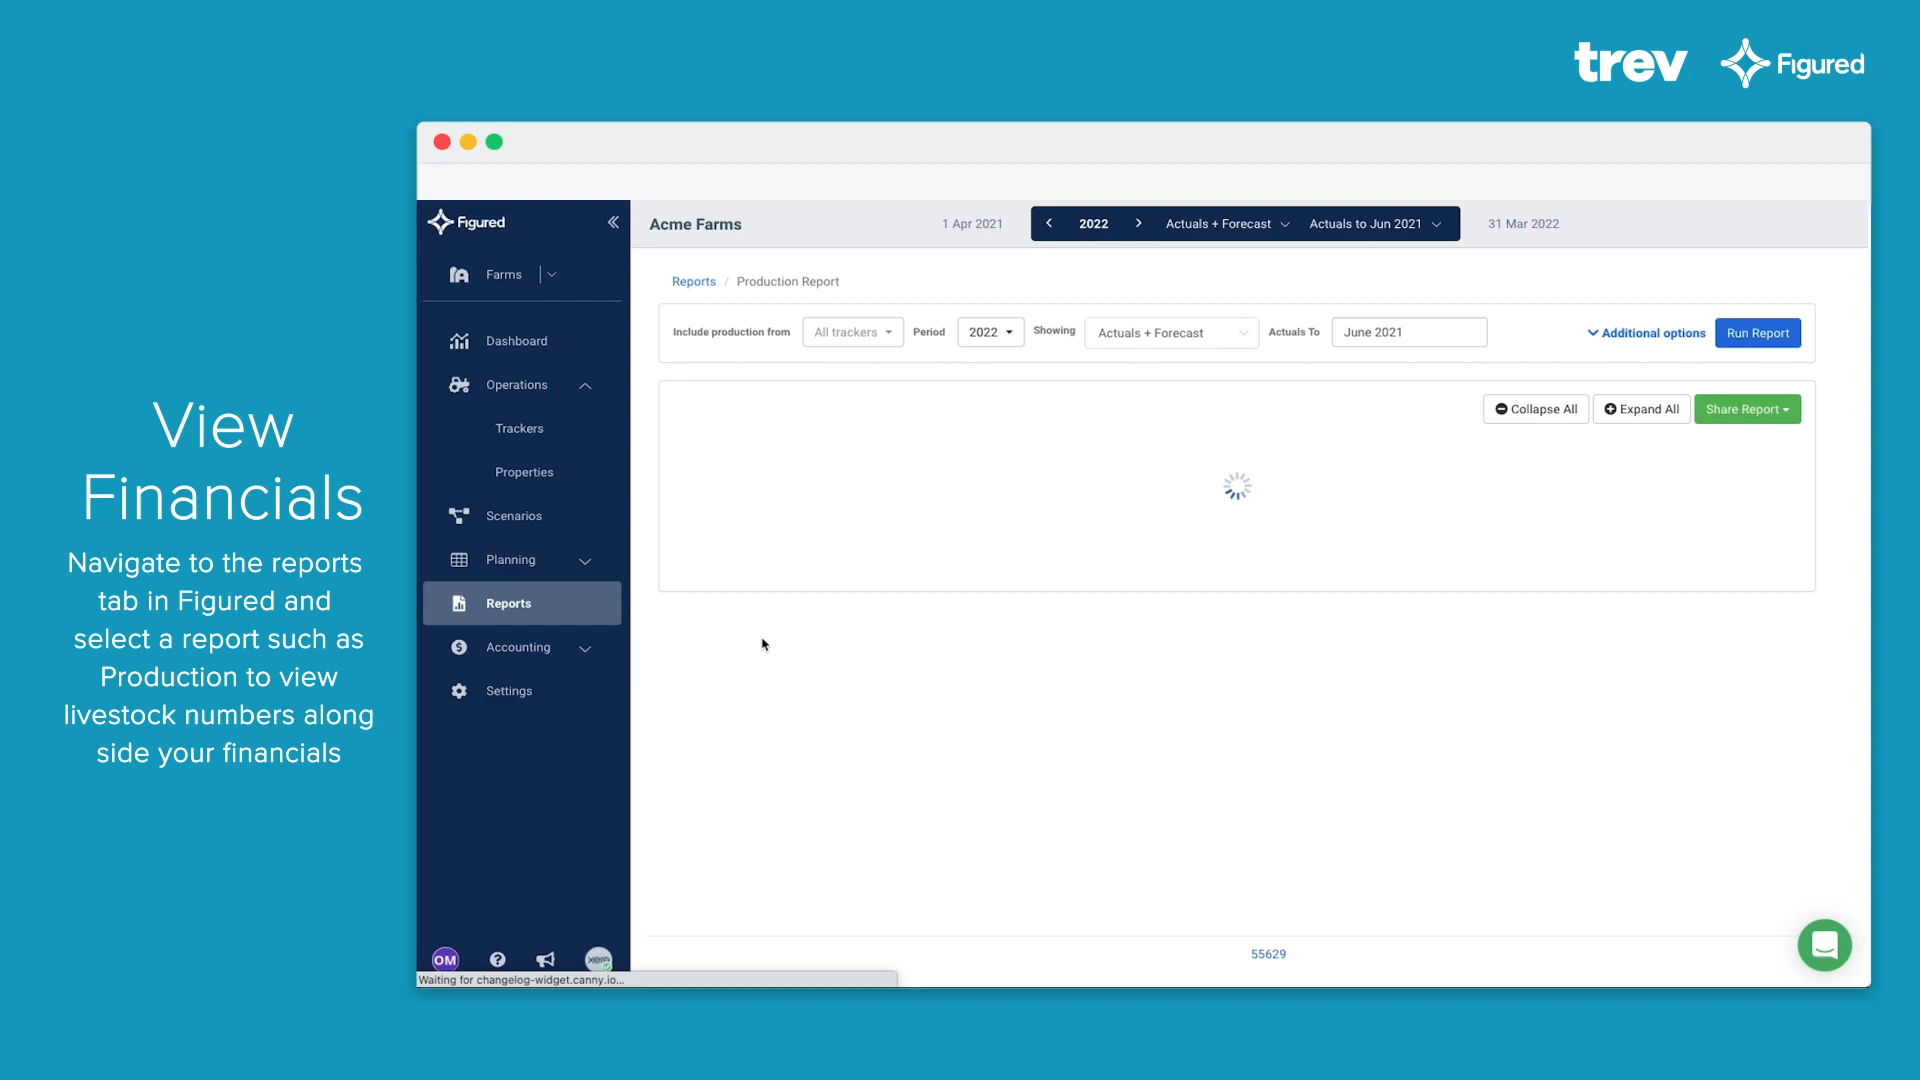 trev Figured
View
Financials
Navigate to the reports
tab in Figured and
select a report such as
Production to view
livestock numbers along
side your financials
Figured
Acme Farms 1 Apr 2021 2022 Actuals + Forecast Actuals to Jun 2021 31 Mar 2022
Farms
Dashboard
Operations
Trackers
Properties
Scenarios
Planning
Reports
Accounting
Settings
OM ? xero
Waiting for changelog-widget.canny.io...
Reports / Production Report
Include production from All trackers Period 2022 Showing Actuals + Forecast Actuals To June 2021 Additional options Run Report
Collapse All Expand All Share Report
55629